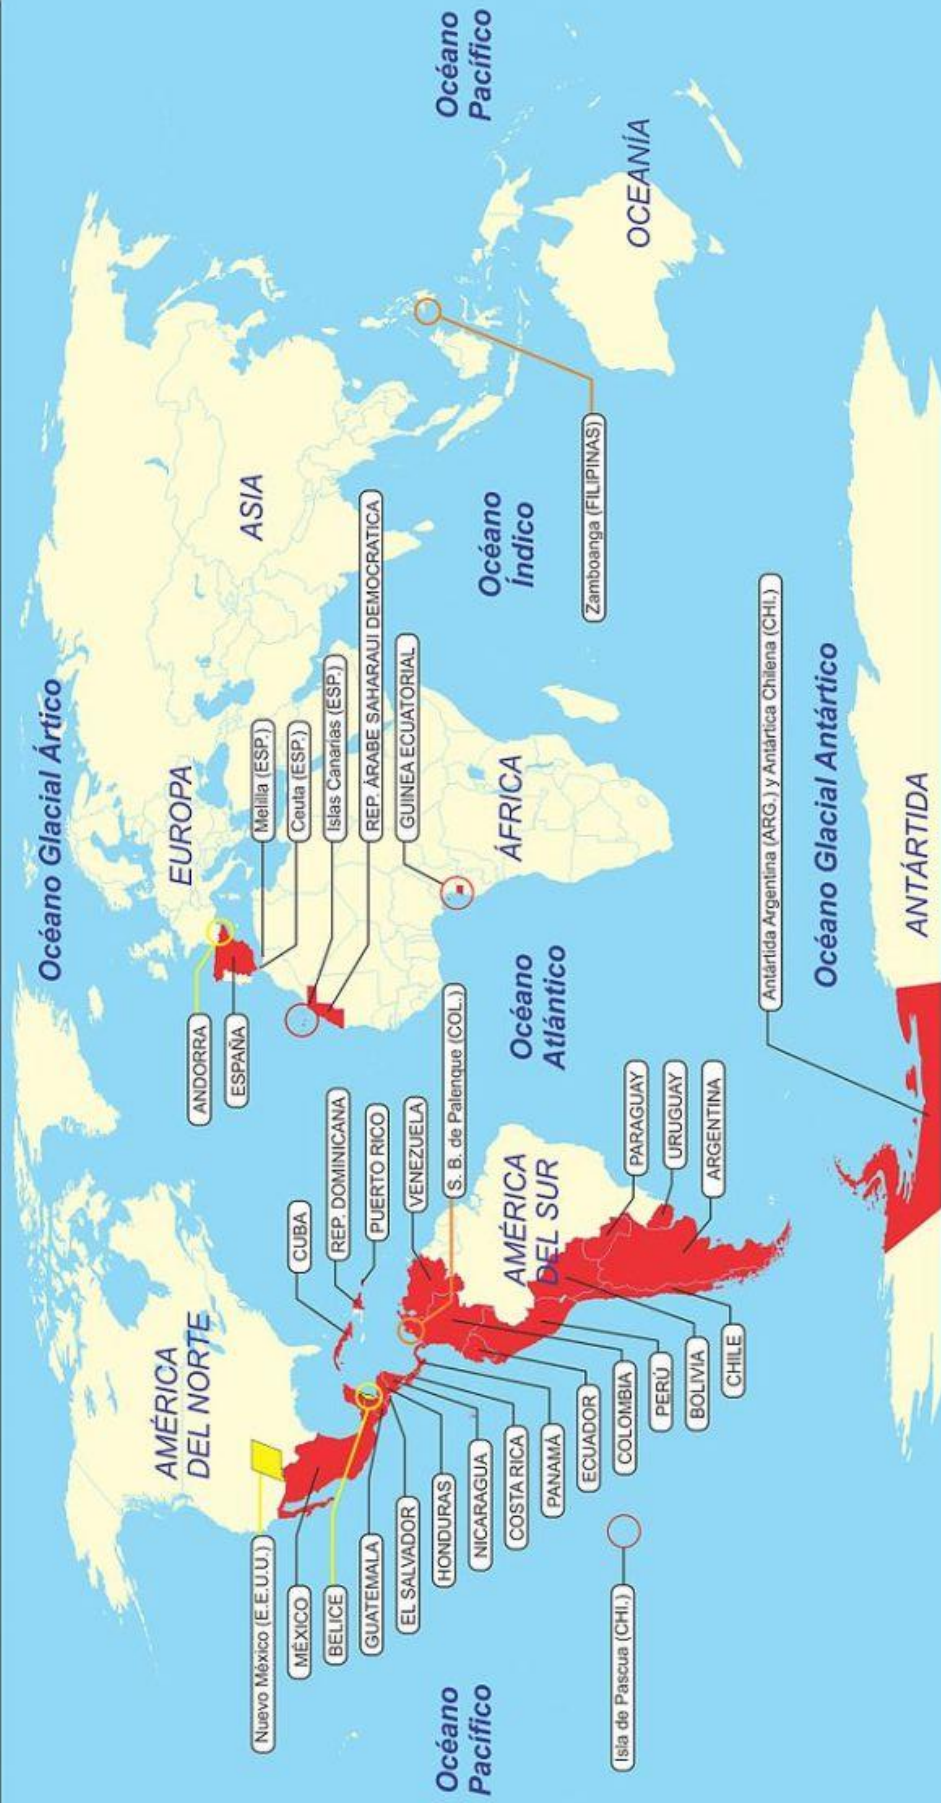 Océano Glacial Ártico
AMÉRICA
DEL NORTE
EUROPA
ASIA
ANDORRA
ESPAÑA
Melilla (ESP.)
Ceuta (ESP.)
Islas Canarias (ESP.)
REP. ÁRABE SAHARAUI DEMOCRATICA
GUINEA ECUATORIAL
Nuevo México (E.E.U.U.)
MÉXICO
BELICE
GUATEMALA
EL SALVADOR
HONDURAS
NICARAGUA
COSTA RICA
PANAMÁ
ECUADOR
COLOMBIA
PERÚ
BOLIVIA
CHILE
CUBA
REP. DOMINICANA
PUERTO RICO
VENEZUELA
S. B. de Palenque (COL.)
Océano
Pacífico
Océano
Atlántico
Océano
Índico
Océano
Pacífico
ÁFRICA
AMÉRICA
DEL SUR
OCEANÍA
PARAGUAY
URUGUAY
ARGENTINA
Zamboanga (FILIPINAS)
Isla de Pascua (CHI.)
Antártida Argentina (ARG.) y Antártica Chilena (CHI.)
Océano Glacial Antártico
ANTÁRTIDA